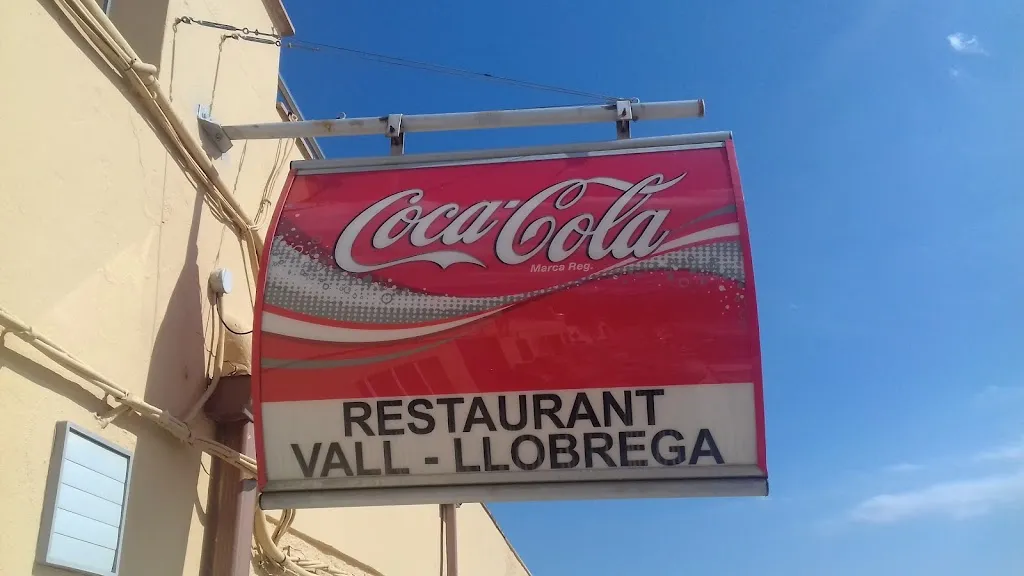 Coca-Cola
Marca Reg.
RESTAURANT
VALL - LLOBREGA